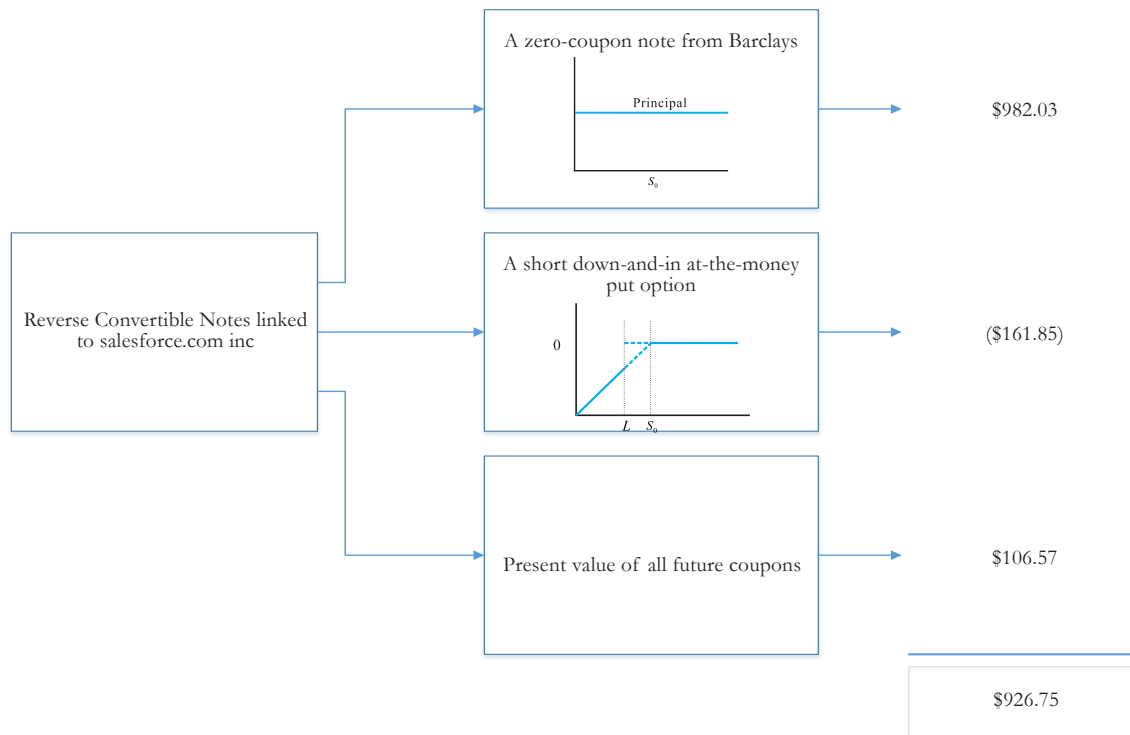 A zero-coupon note from Barclays
Principal
S₀
$982.03
Reverse Convertible Notes linked
to salesforce.com inc
A short down-and-in at-the-money
put option
0
L S₀
($161.85)
Present value of all future coupons
$106.57
$926.75